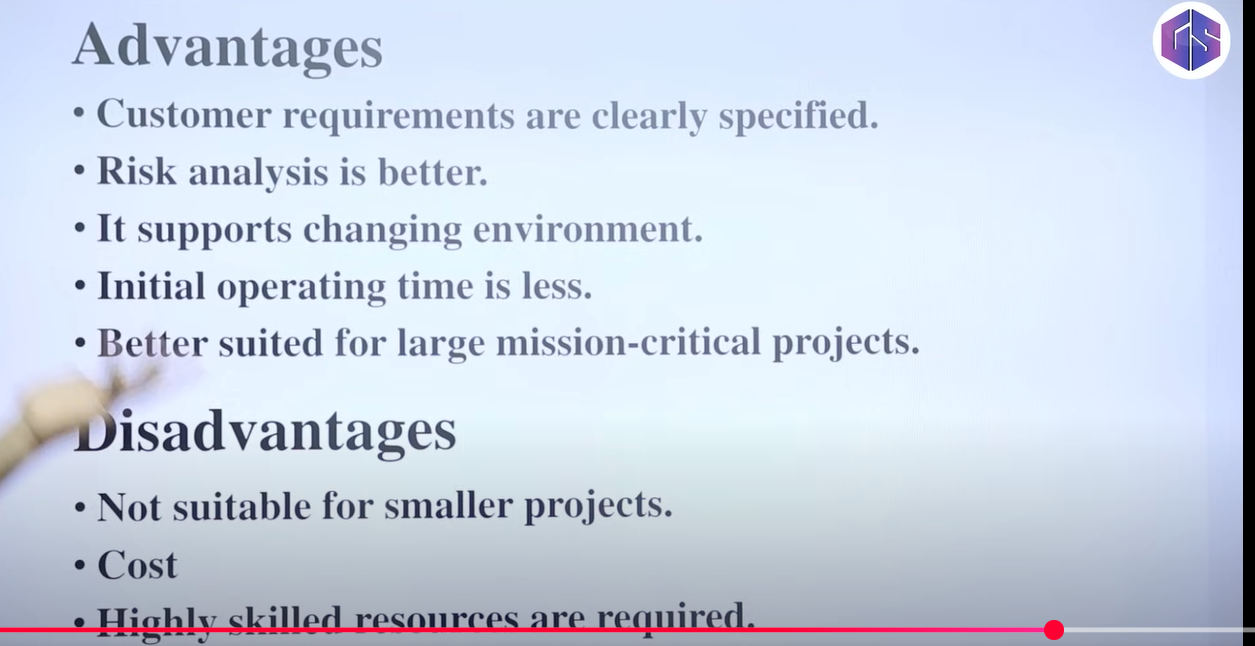 Advantages
• Customer requirements are clearly specified.
• Risk analysis is better.
• It supports changing environment.
• Initial operating time is less.
• Better suited for large mission-critical projects.
Disadvantages
• Not suitable for smaller projects.
• Cost
• Highly skilled resources are required.